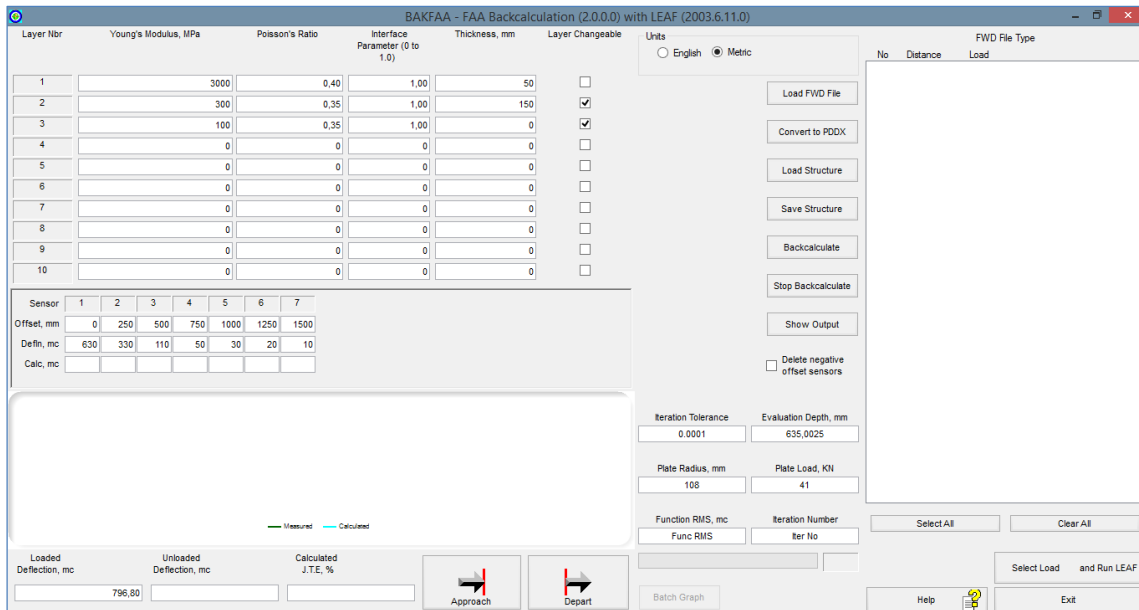 BAKFAA - FAA Backcalculation (2.0.0.0) with LEAF (2003.6.11.0)
Layer Nbr Young's Modulus, MPa Poisson's Ratio Interface Parameter (0 to 1.0) Thickness, mm Layer Changeable
1 3000 0,40 1,00 50
2 300 0,35 1,00 150
3 100 0,35 1,00 0
4 0 0 0 0
5 0 0 0 0
6 0 0 0 0
7 0 0 0 0
8 0 0 0 0
9 0 0 0 0
10 0 0 0 0
Sensor 1 2 3 4 5 6 7
Offset, mm 0 250 500 750 1000 1250 1500
Defln, mc 630 330 110 50 30 20 10
Calc, mc
Measured Calculated
Loaded Deflection, mc
796,80
Unloaded Deflection, mc
Calculated J.T.E, %
Approach
Depart
Units
English Metric
Load FWD File
Convert to PDDX
Load Structure
Save Structure
Backcalculate
Stop Backcalculate
Show Output
Delete negative
offset sensors
Iteration Tolerance Evaluation Depth, mm
0.0001 635,0025
Plate Radius, mm Plate Load, KN
108 41
Function RMS, mc Iteration Number
Func RMS Iter No
Batch Graph
FWD File Type
No Distance Load
Select All Clear All
Select Load and Run LEAF
Help Exit